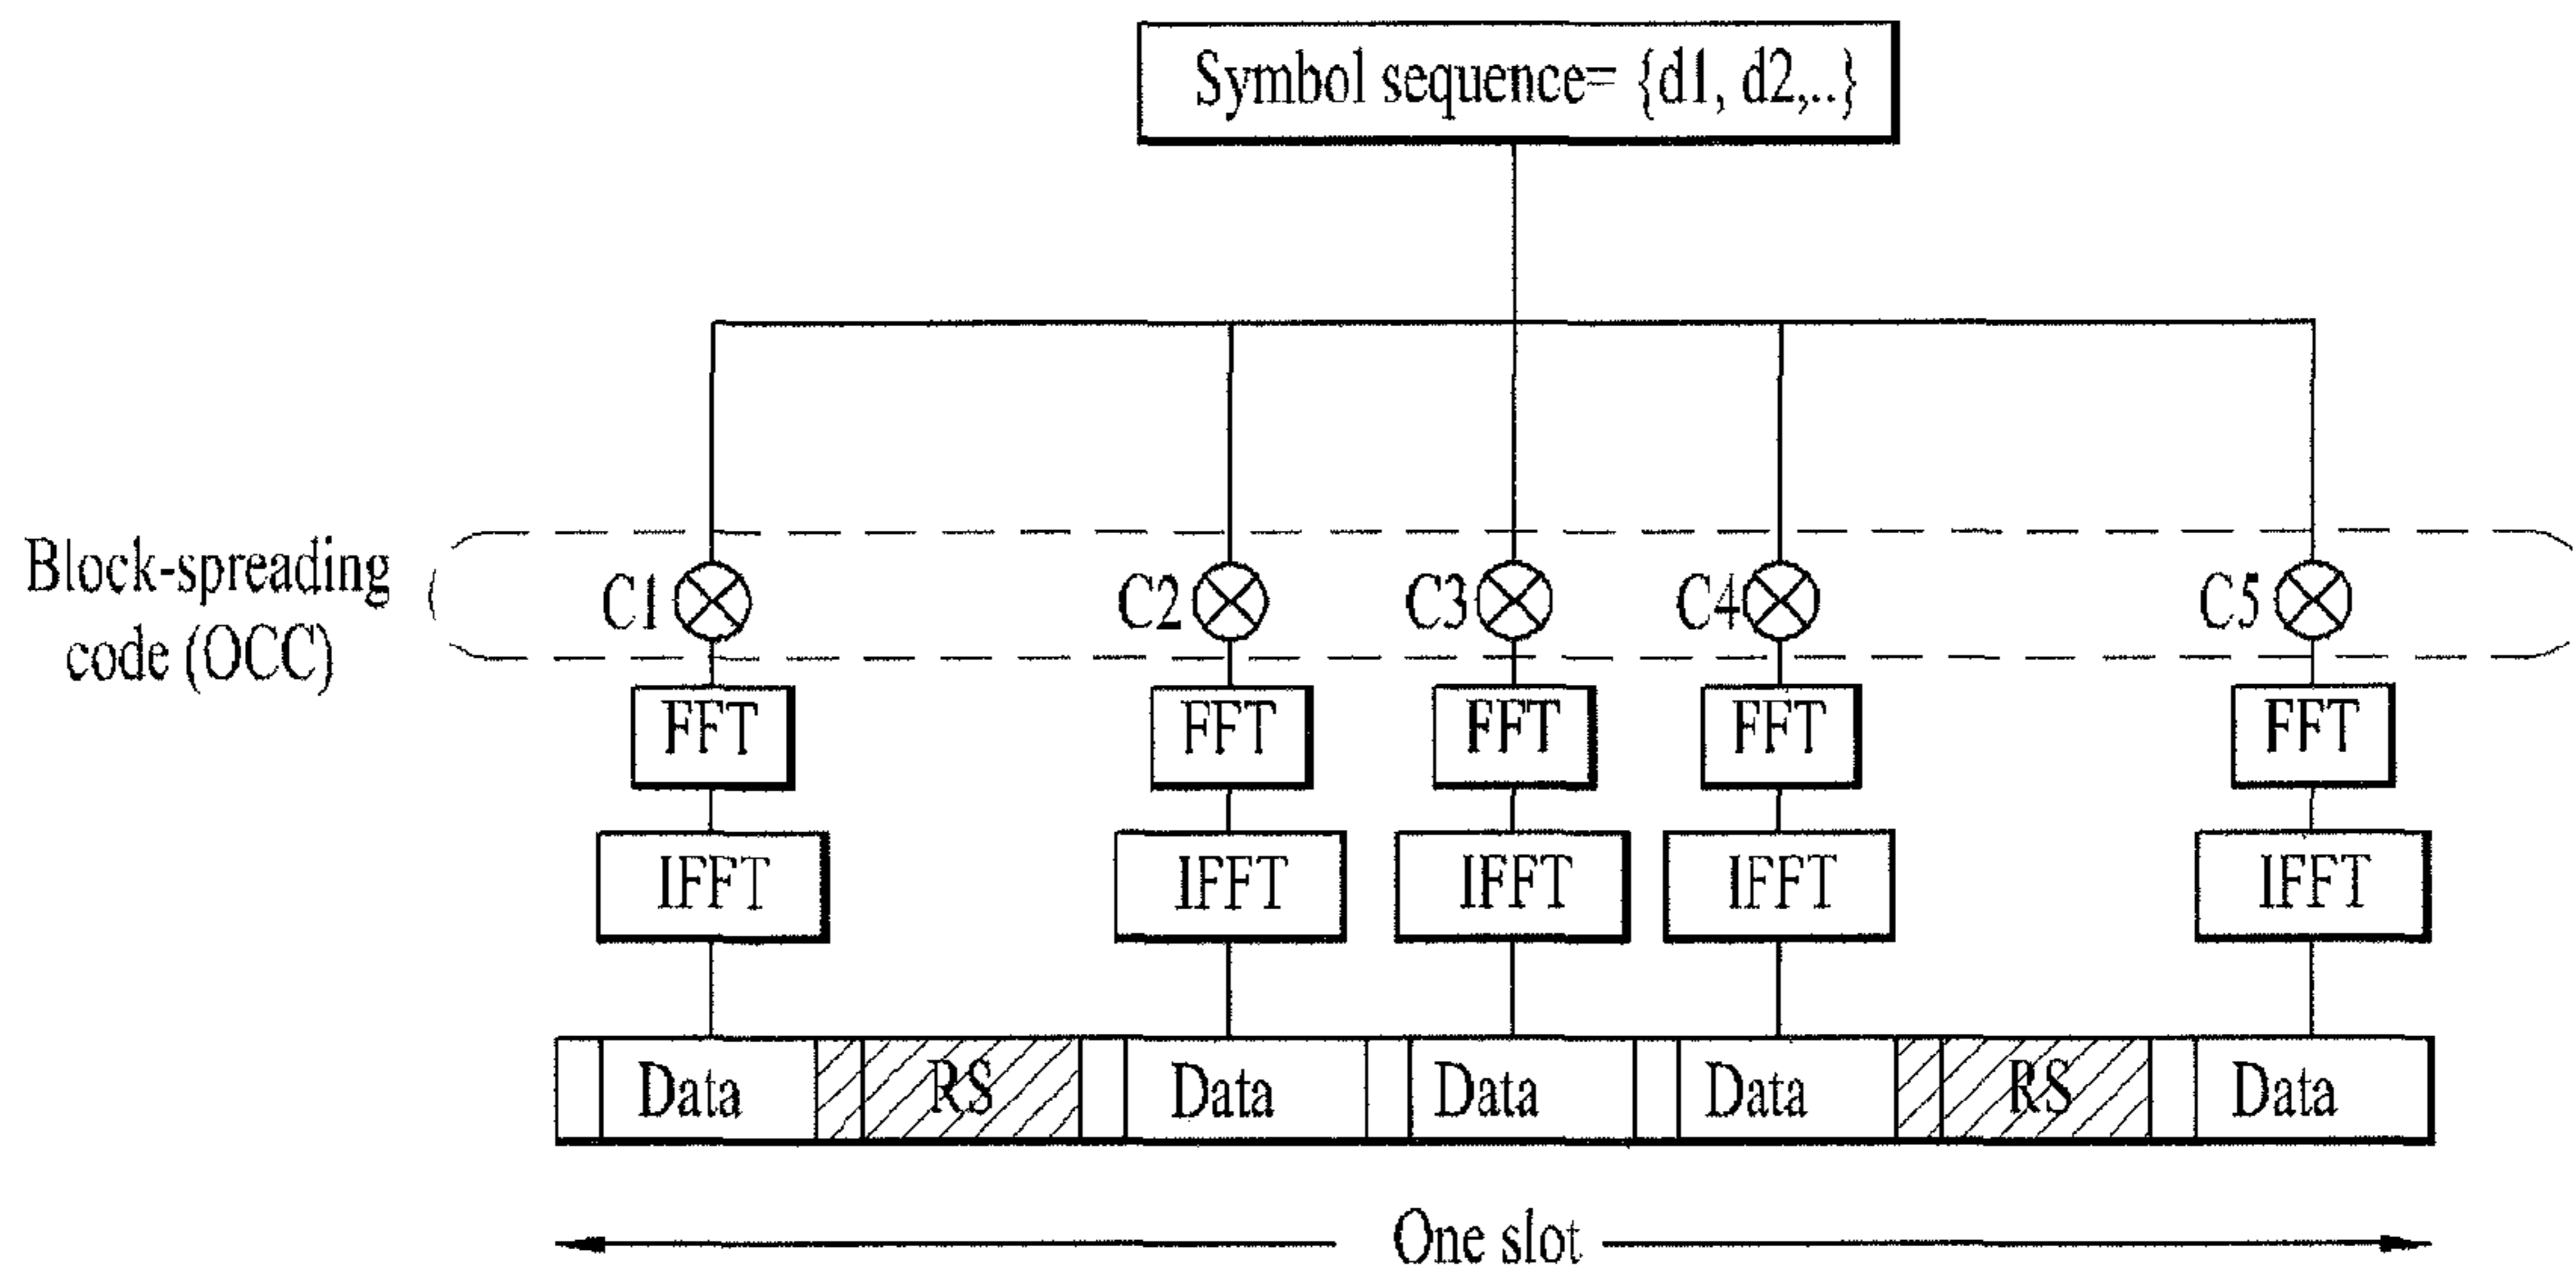 Symbol sequence= {d1, d2,..}
Block-spreading
code (OCC)
C1
C2
C3
C4
C5
FFT
FFT
FFT
FFT
FFT
IFFT
IFFT
IFFT
IFFT
IFFT
Data
RS
Data
Data
Data
RS
Data
One slot